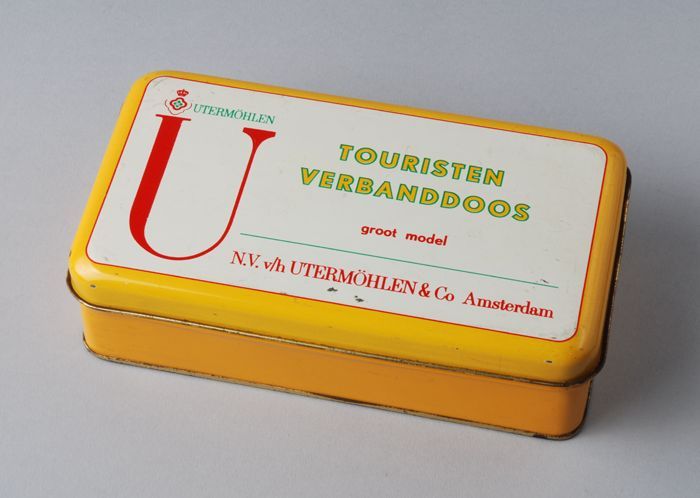 UTERMÖHLEN
U
TOURISTEN
VERBANDDOOS
groot model
N.V. v/h UTERMÖHLEN & Co Amsterdam